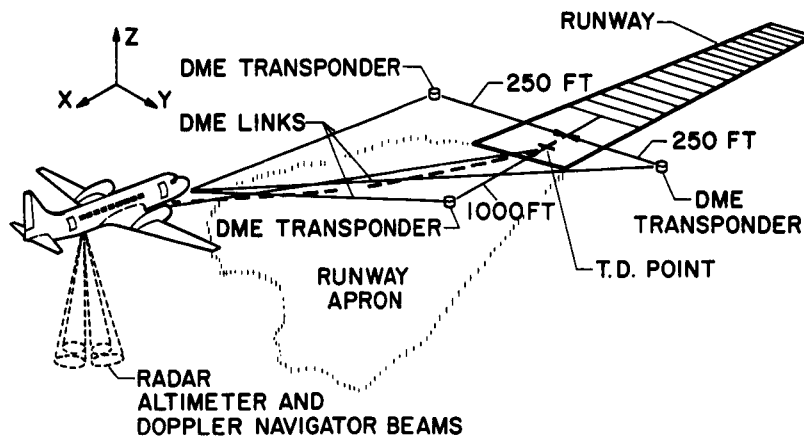 RUNWAY
Z
X
Y
DME TRANSPONDER
250 FT
DME LINKS
250 FT
DME TRANSPONDER
1000 FT
DME
TRANSPONDER
T.D. POINT
RUNWAY
APRON
RADAR
ALTIMETER AND
DOPPLER NAVIGATOR BEAMS